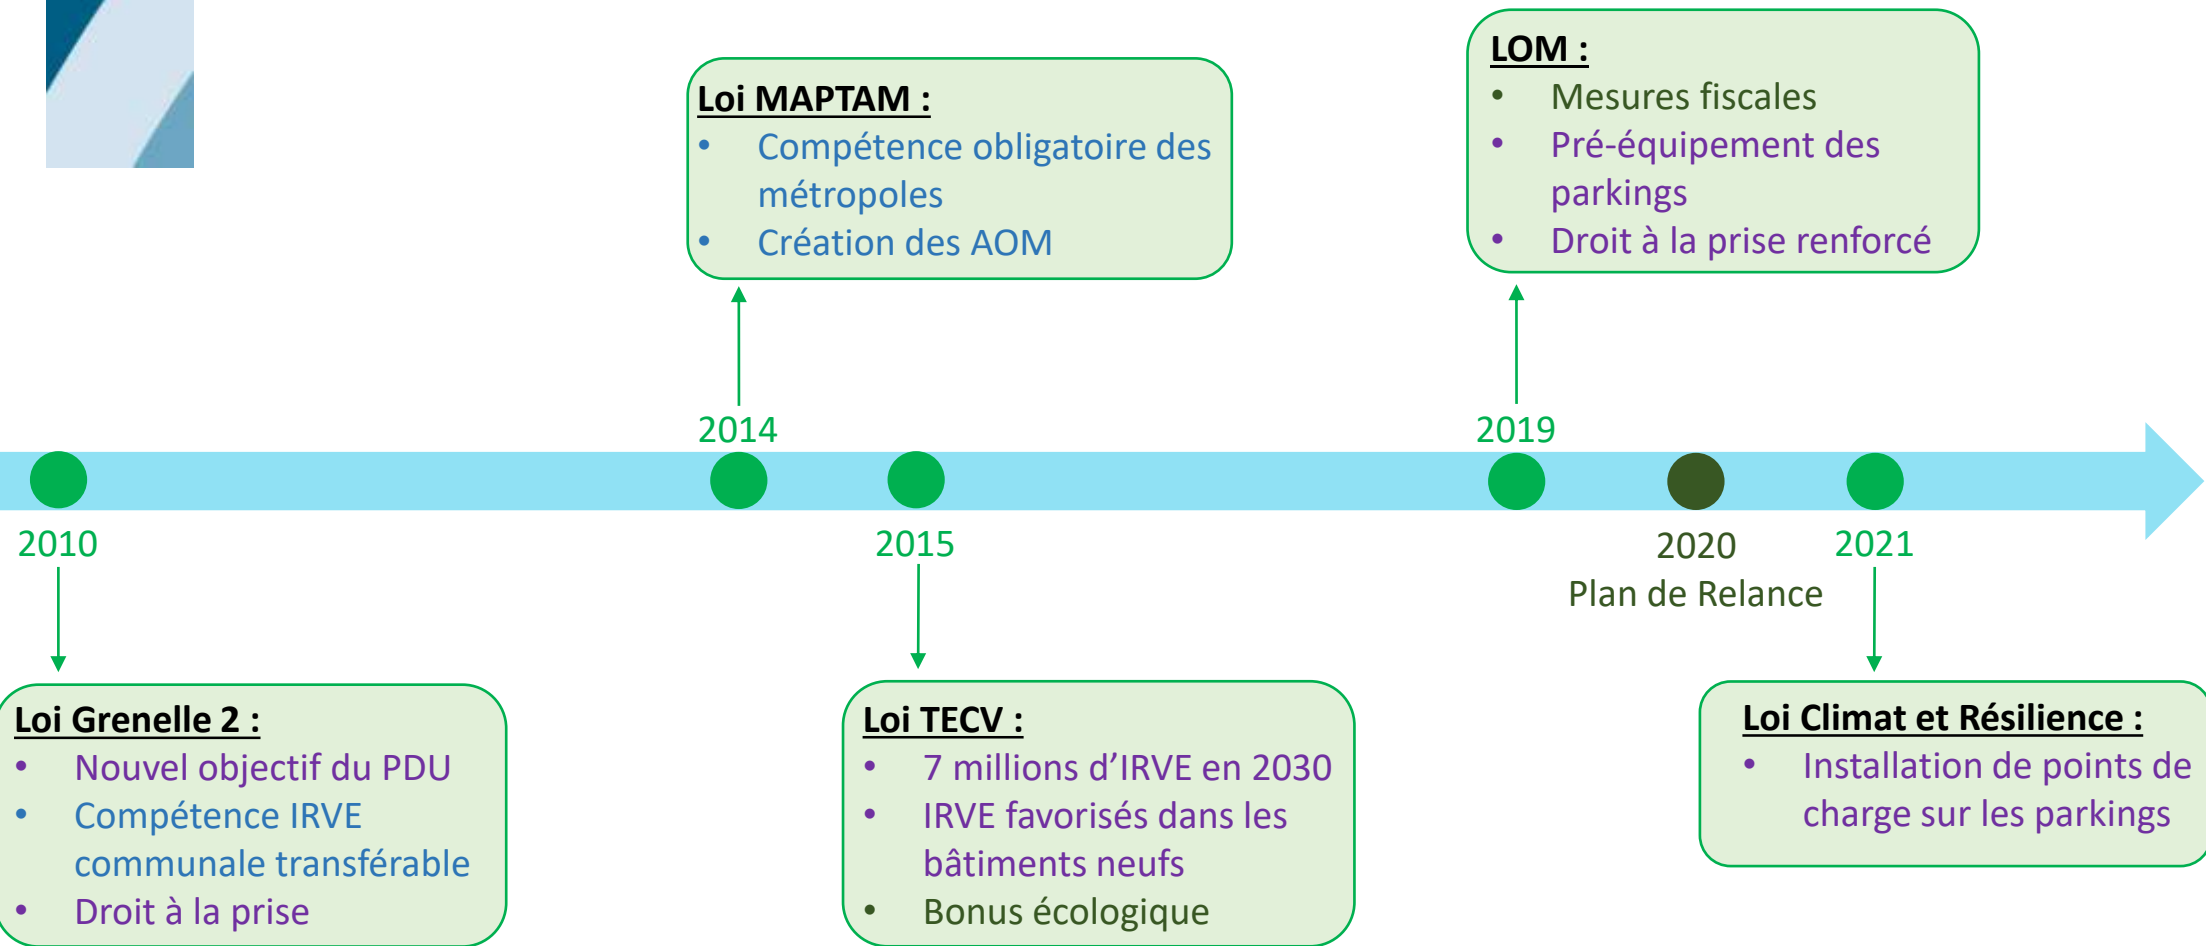 LOM :
• Mesures fiscales
• Pré-équipement des
parkings
• Droit à la prise renforcé
Loi MAPTAM :
• Compétence obligatoire des
métropoles
• Création des AOM
2014
2019
2010
2015
2020
Plan de Relance
2021
Loi Grenelle 2 :
• Nouvel objectif du PDU
• Compétence IRVE
communale transférable
• Droit à la prise
Loi TECV :
• 7 millions d’IRVE en 2030
• IRVE favorisés dans les
bâtiments neufs
• Bonus écologique
Loi Climat et Résilience :
• Installation de points de
charge sur les parkings